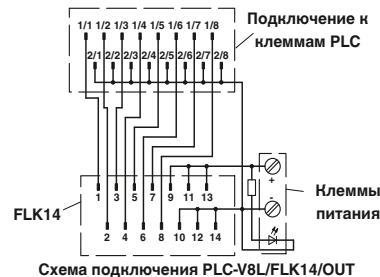 Подключение к
клеммам PLC
1/1 1/2 1/3 1/4 1/5 1/6 1/7 1/8
2/1 2/2 2/3 2/4 2/5 2/6 2/7 2/8
1 3 5 7 9 11 13
+
-
FLK14
2 4 6 8 10 12 14
Клеммы
питания
Схема подключения PLC-V8L/FLK14/OUT